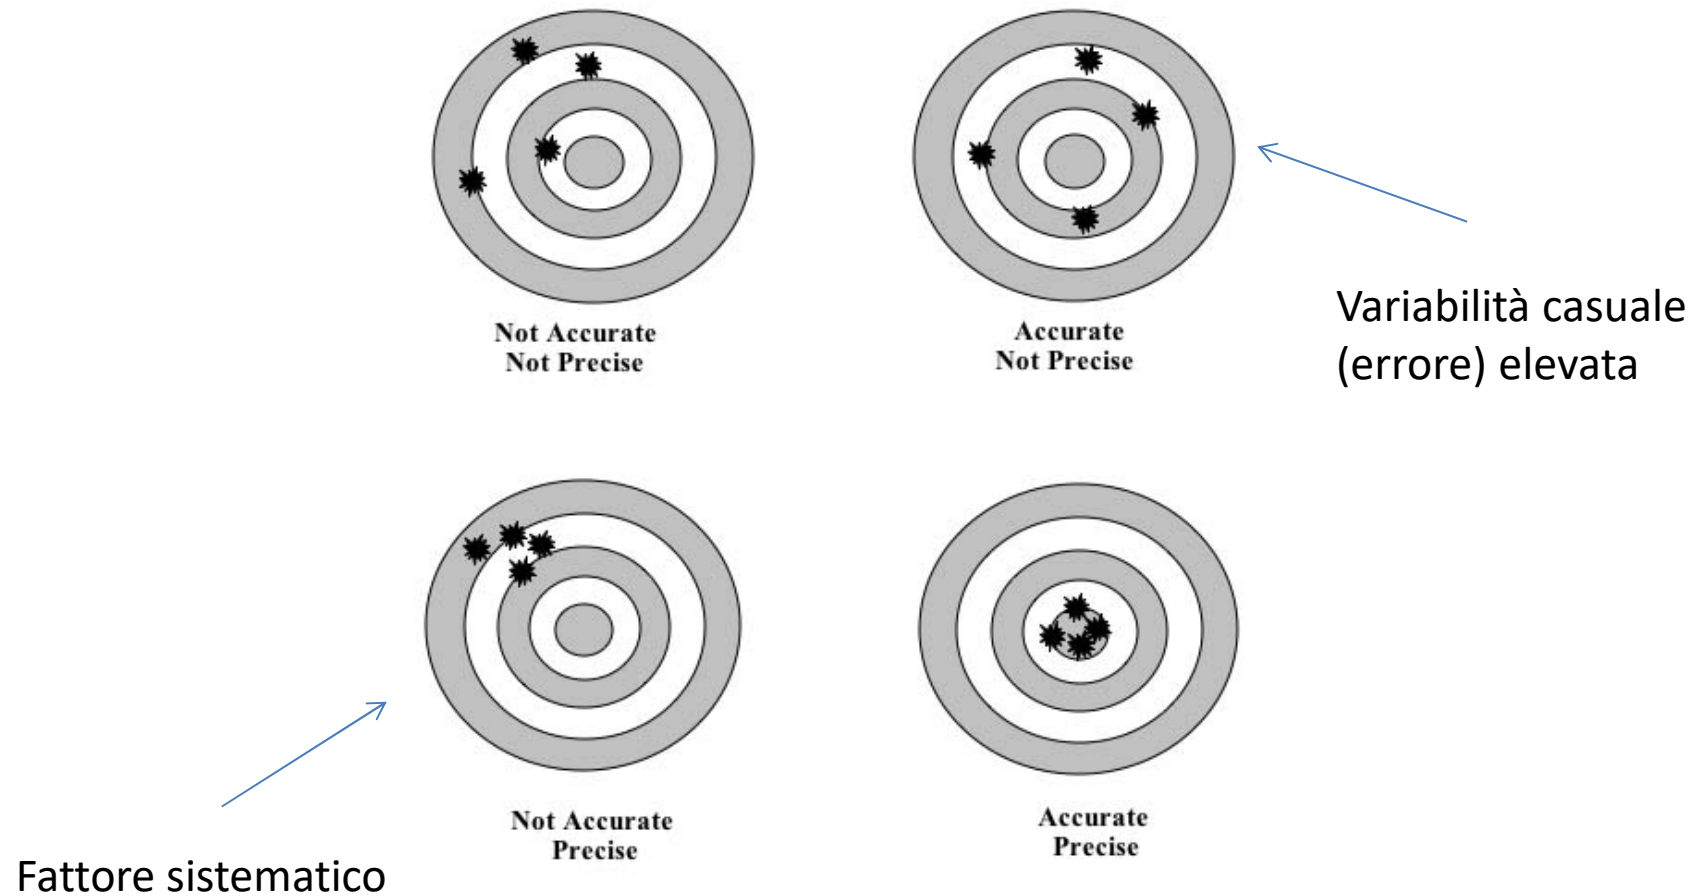 Not Accurate
Not Precise
Accurate
Not Precise
Variabilità casuale
(errore) elevata
Not Accurate
Precise
Accurate
Precise
Fattore sistematico